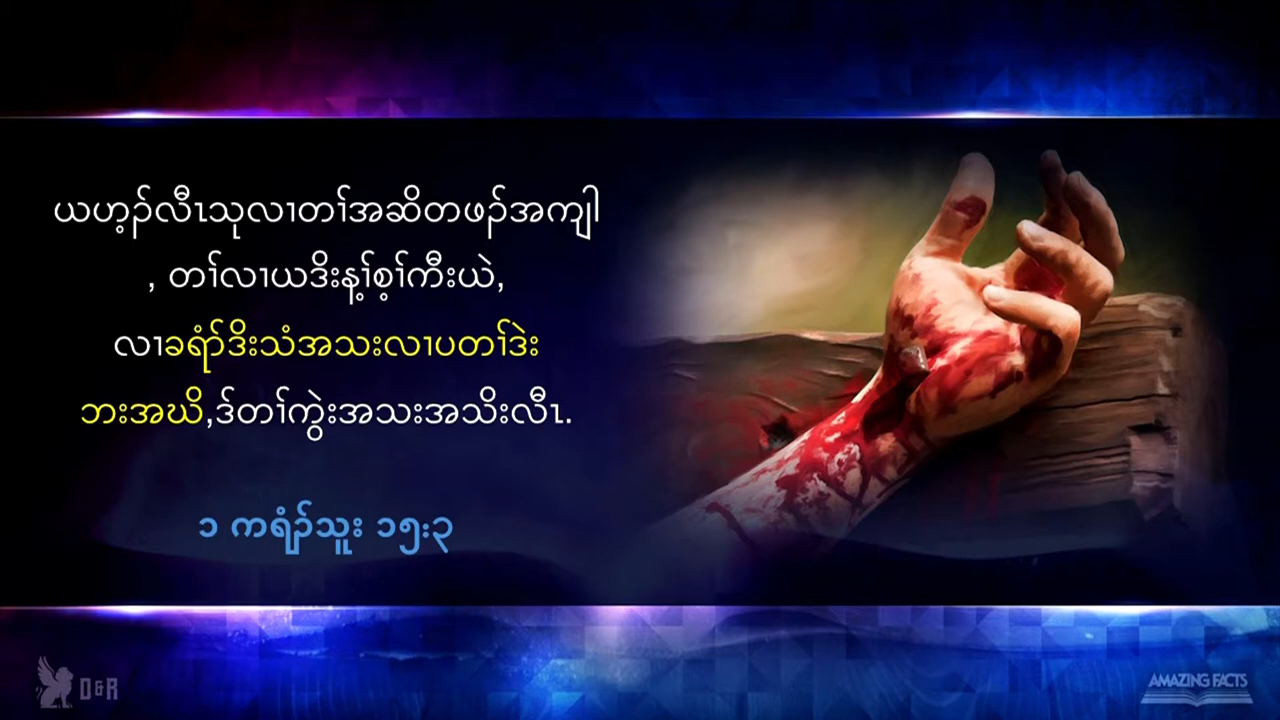 ယဟ့ၣ်လီၤသုလၢတၢ်အဆိတဖၣ်အကျါ
, တၢ်လၢယဒိးန့ၢ်စ့ၢ်ကီးယဲ,
လၢခရံာ်ဒိးသံအသးလၢပတၢ်ဒဲး
ဘးအဃိ,ဒ်တၢ်ကွဲးအသးအသိးလီၤ.
၁ ကရံၣ်သူး ၁၅း၃
D&R
AMAZING FACTS